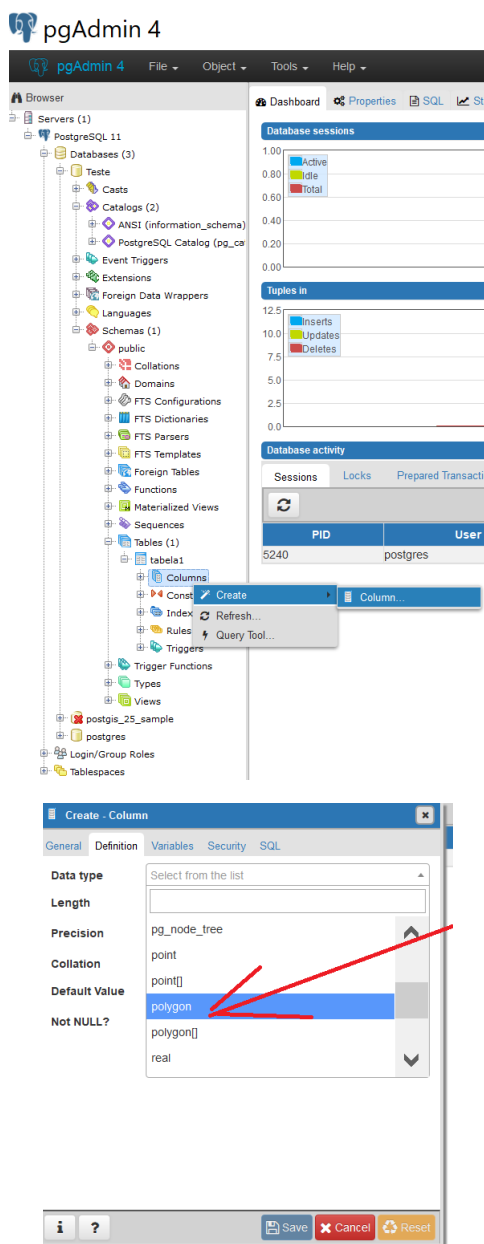 pgAdmin 4
pgAdmin 4 File Object Tools Help
Browser
Servers (1)
PostgreSQL 11
Databases (3)
Teste
Casts
Catalogs (2)
ANSI (information_schema)
PostgreSQL Catalog (pg_ca
Event Triggers
Extensions
Foreign Data Wrappers
Languages
Schemas (1)
public
Collations
Domains
FTS Configurations
FTS Dictionaries
FTS Parsers
FTS Templates
Foreign Tables
Functions
Materialized Views
Sequences
Tables (1)
tabela1
Columns
Const
Index
Rules
Triggers
Trigger Functions
Types
Views
postgis_25_sample
postgres
Login/Group Roles
Tablespaces
Create
Refresh...
Query Tool...
Column...
Dashboard Properties SQL St
Database sessions
1.00
0.80
0.60
0.40
0.20
0.00
Active
Idle
Total
Tuples in
12.5
10.0
7.5
5.0
2.5
0.0
Inserts
Updates
Deletes
Database activity
Sessions Locks Prepared Transacti
PID User
5240 postgres
Create - Column
General Definition Variables Security SQL
Data type Select from the list
Length
Precision pg_node_tree
Collation point
Default Value point[]
Not NULL? polygon
polygon[]
real
i ? Save Cancel Reset